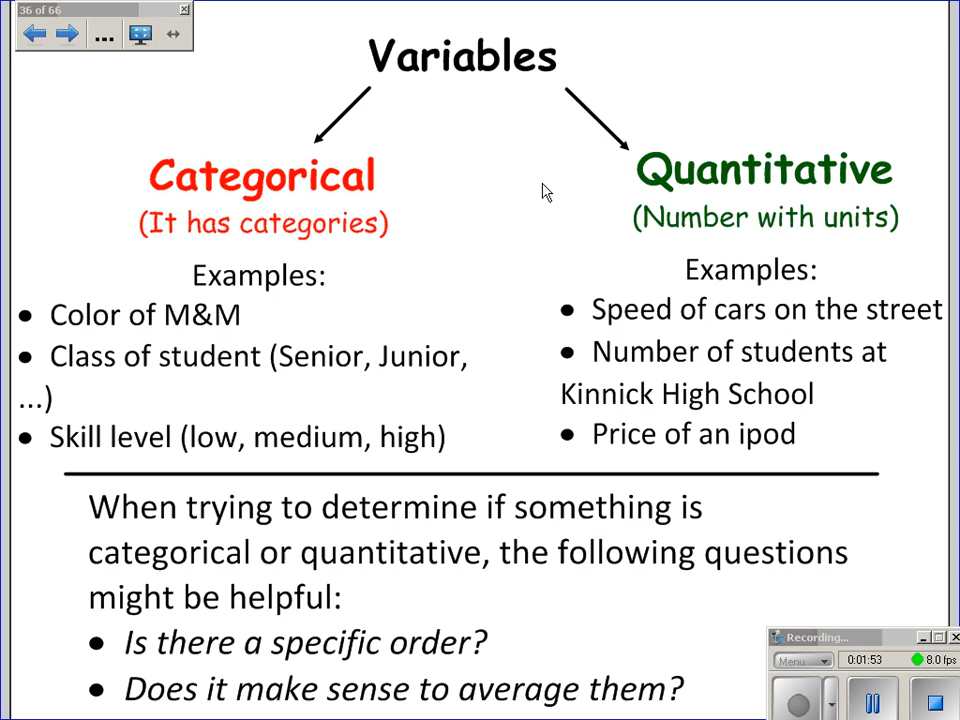 36 of 66
...
Variables
Categorical
(It has categories)
Examples:
• Color of M&M
• Class of student (Senior, Junior,
...)
• Skill level (low, medium, high)
Quantitative
(Number with units)
Examples:
• Speed of cars on the street
• Number of students at
Kinnick High School
• Price of an ipod
When trying to determine if something is
categorical or quantitative, the following questions
might be helpful:
• Is there a specific order?
• Does it make sense to average them?
Recording...
Menu
0:01:53
8.0 fps